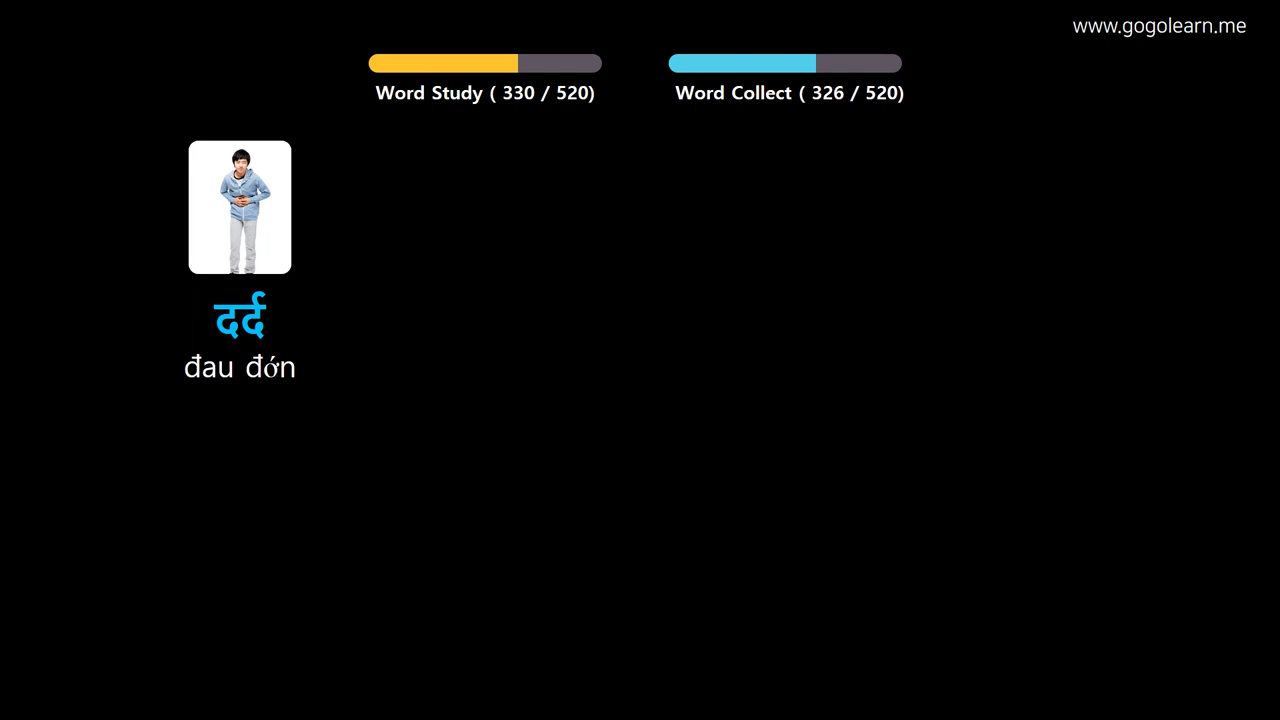 www.gogolearn.me
Word Study ( 330 / 520)
Word Collect ( 326 / 520)
दर्द
đau đớn